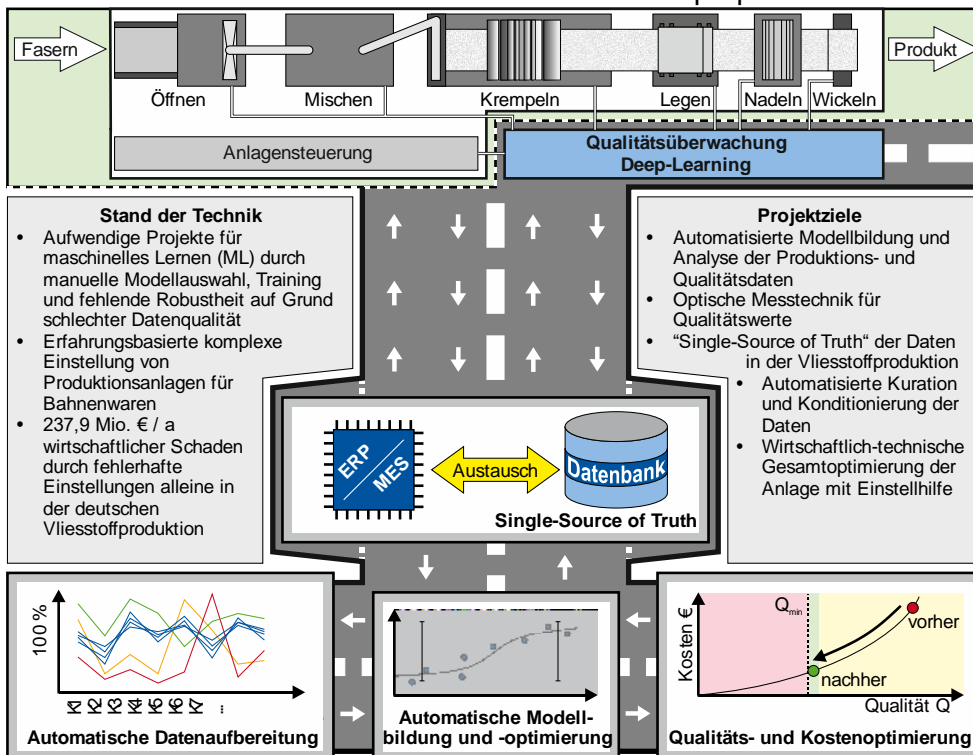 Fasern
Produkt
Öffnen
Mischen
Krempeln
Legen
Nadeln
Wickeln
Anlagensteuerung
Qualitätsüberwachung
Deep-Learning
Stand der Technik
• Aufwendige Projekte für
maschinelles Lernen (ML) durch
manuelle Modellauswahl, Training
und fehlende Robustheit auf Grund
schlechter Datenqualität
• Erfahrungsbasierte komplexe
Einstellung von
Produktionsanlagen für
Bahnenwaren
• 237,9 Mio. € / a
wirtschaftlicher Schaden
durch fehlerhafte
Einstellungen alleine in
der deutschen
Vliesstoffproduktion
Projektziele
• Automatisierte Modellbildung und
Analyse der Produktions- und
Qualitätsdaten
• Optische Messtechnik für
Qualitätswerte
• “Single-Source of Truth“ der Daten
in der Vliesstoffproduktion
• Automatisierte Kuration
und Konditionierung der
Daten
• Wirtschaftlich-technische
Gesamtoptimierung der
Anlage mit Einstellhilfe
ERP
MES
Austausch
Datenbank
Single-Source of Truth
100 %
K1
K2
K3
K4
K5
K6
K7
...
Automatische Datenaufbereitung
Automatische Modell-
bildung und -optimierung
Kosten €
Qmin
vorher
nachher
Qualität Q
Qualitäts- und Kostenoptimierung